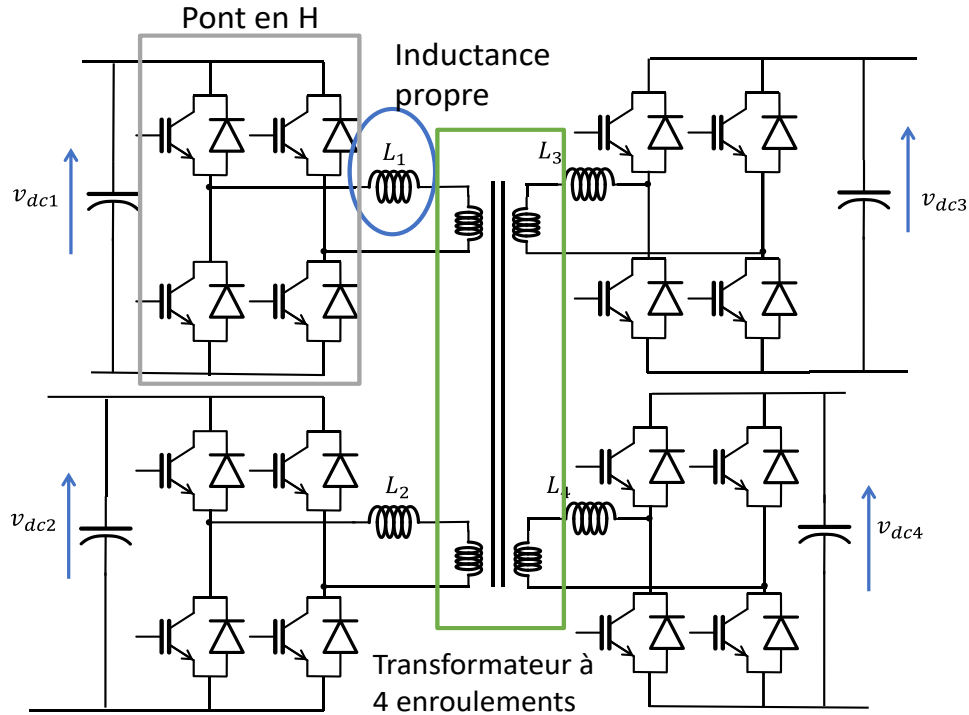 Pont en H
Inductance
propre
L1
L3
vdc1
vdc3
L2
L4
vdc2
vdc4
Transformateur à
4 enroulements